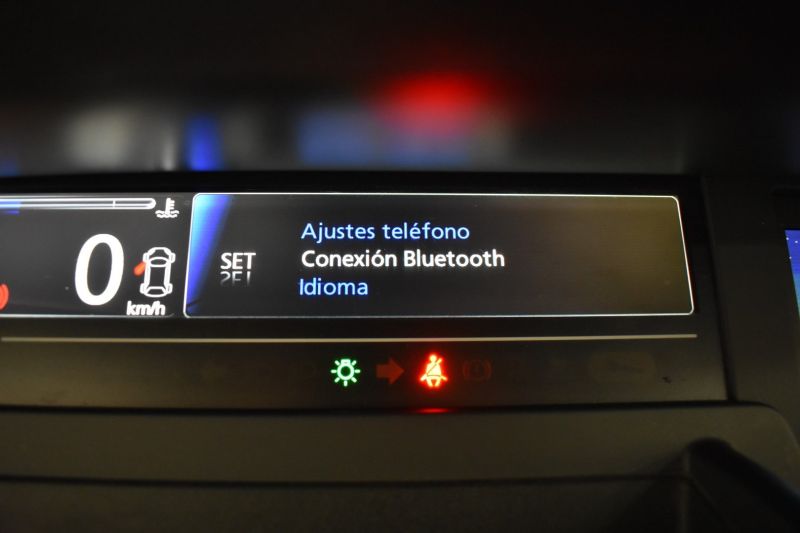 Ajustes teléfono
SET
Conexión Bluetooth
Idioma
0
km/h